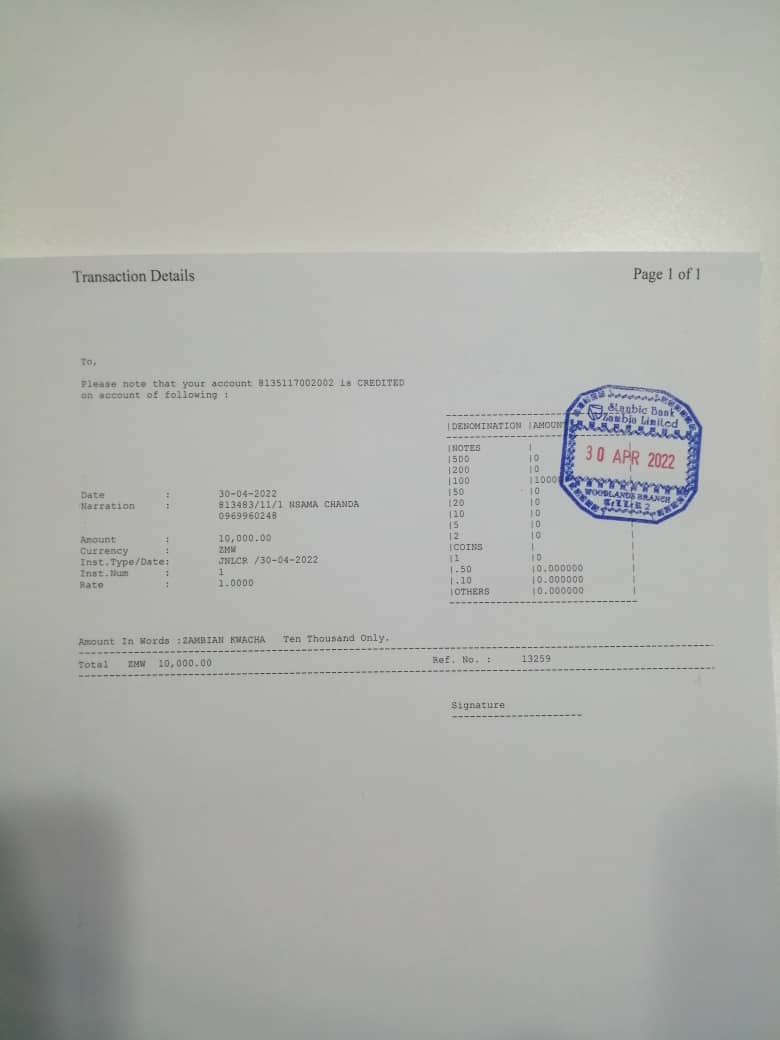 Transaction Details Page 1 of 1
To,
Please note that your account 8135117002002 is CREDITED
on account of following :
Date : 30-04-2022
Narration : 813483/11/1 NSAMA CHANDA
0969960248
Amount : 10,000.00
Currency : ZMW
Inst.Type/Date: JNLCR /30-04-2022
Inst.Num : 1
Rate : 1.0000
|DENOMINATION |AMOUNT
|NOTES |
|500 |0
|200 |0
|100 |1000
|50 |0
|20 |0
|10 |0
|5 |0
|2 |0
|COINS | |
|1 |0 |
|.50 |0.000000 |
|.10 |0.000000 |
|OTHERS |0.000000 |
Stanbic Bank
Zambia Limited
30 APR 2022
WOODLANDS BRANCH
Amount In Words :ZAMBIAN KWACHA Ten Thousand Only.
Total ZMW 10,000.00 Ref. No. : 13259
Signature